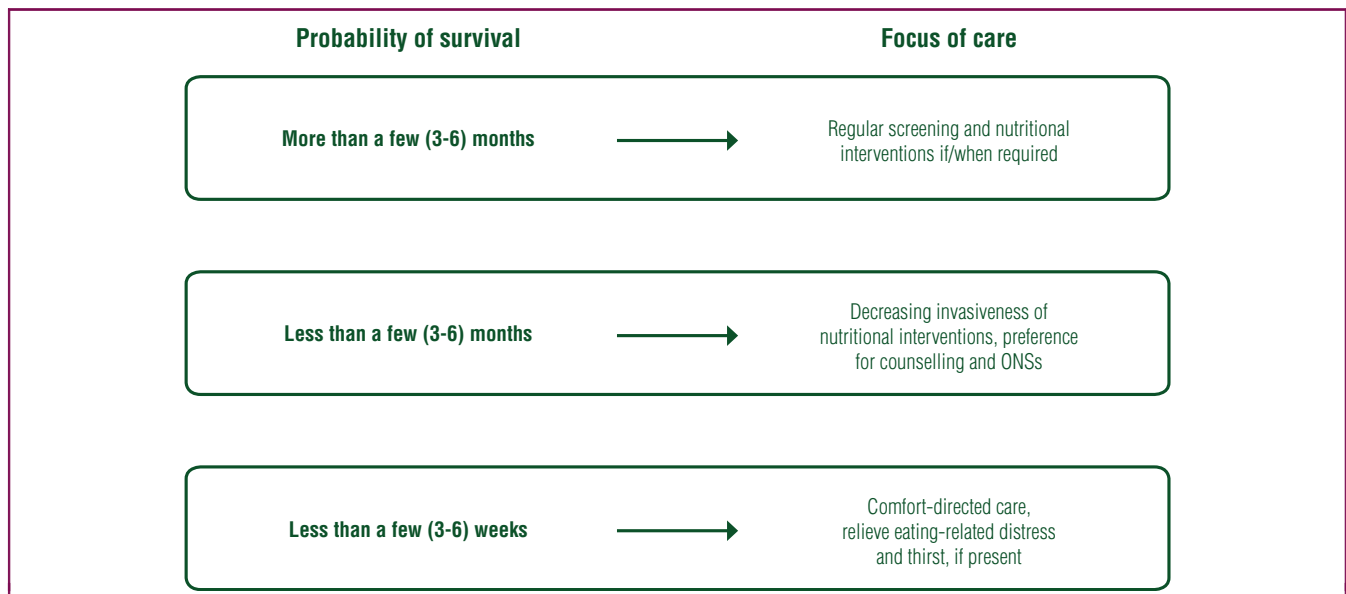 Probability of survival
Focus of care
More than a few (3-6) months
Regular screening and nutritional
interventions if/when required
Less than a few (3-6) months
Decreasing invasiveness of
nutritional interventions, preference
for counselling and ONSs
Less than a few (3-6) weeks
Comfort-directed care,
relieve eating-related distress
and thirst, if present